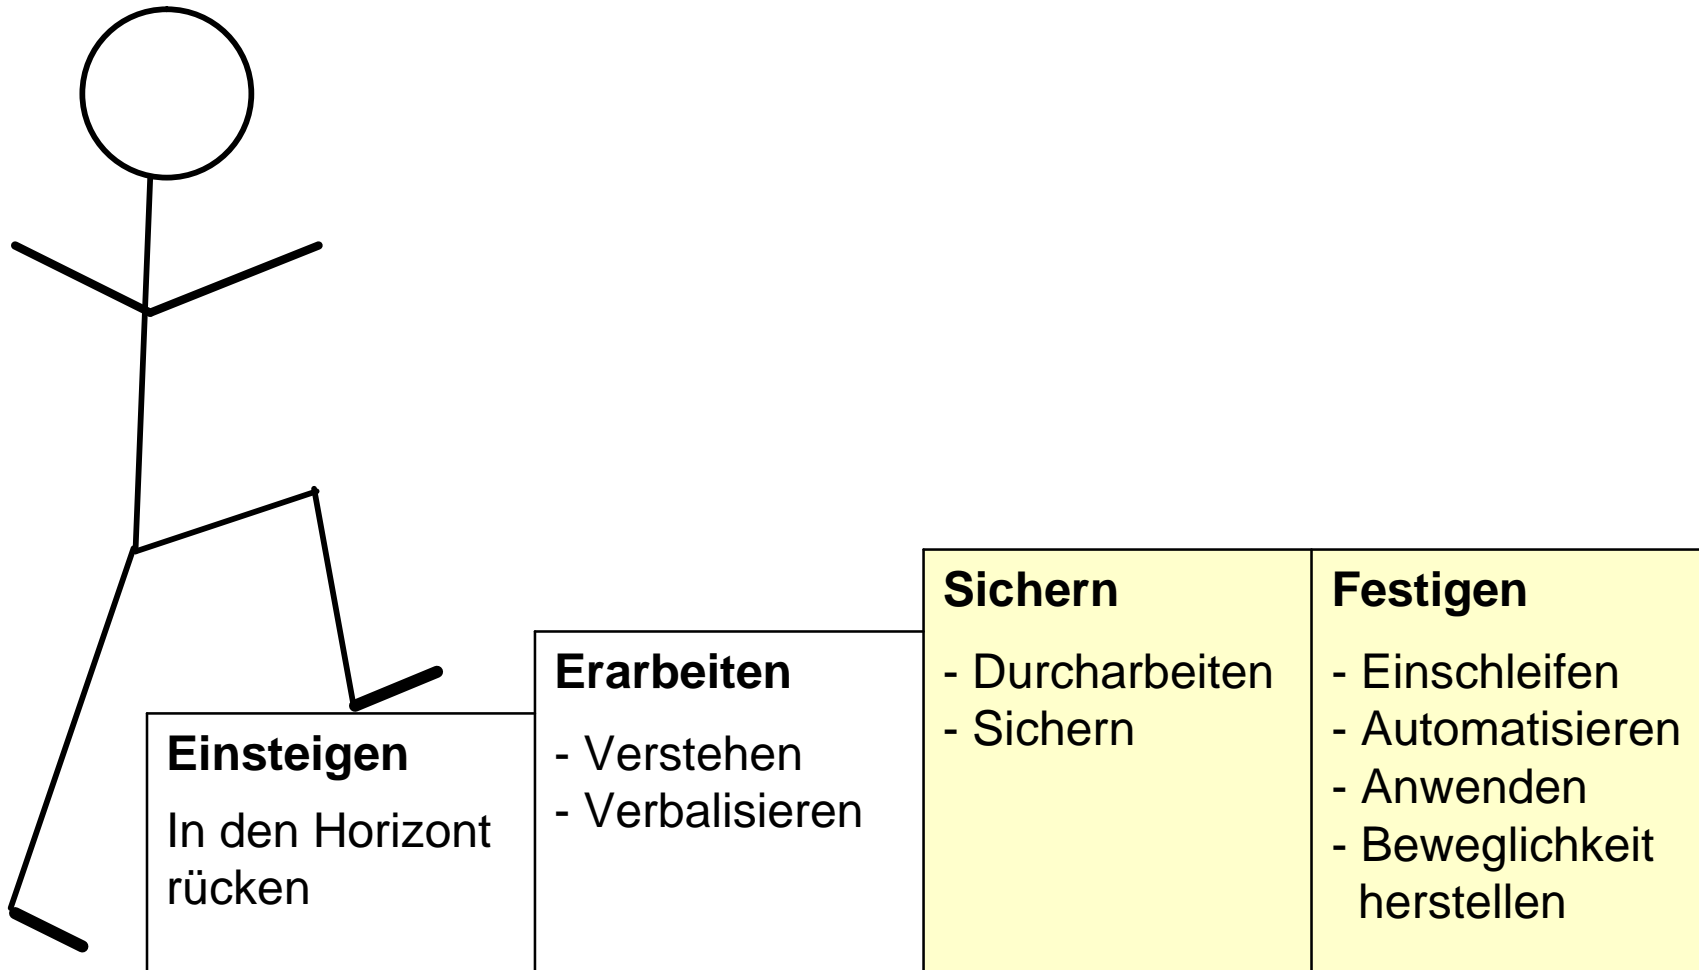 Einsteigen
In den Horizont
rücken
Erarbeiten
- Verstehen
- Verbalisieren
Sichern
- Durcharbeiten
- Sichern
Festigen
- Einschleifen
- Automatisieren
- Anwenden
- Beweglichkeit
herstellen